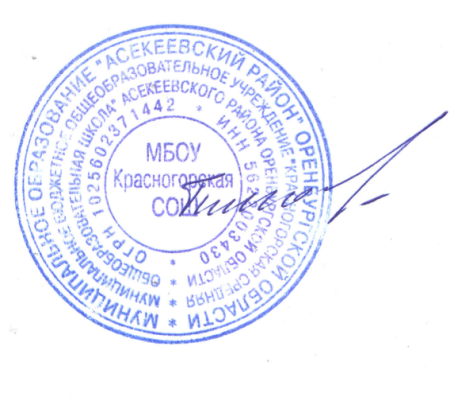 МУНИЦИПАЛЬНОЕ ОБРАЗОВАНИЕ "АСЕКЕЕВСКИЙ РАЙОН" ОРЕНБУРГСКОЙ ОБЛАСТИ *
МУНИЦИПАЛЬНОЕ БЮДЖЕТНОЕ ОБЩЕОБРАЗОВАТЕЛЬНОЕ УЧРЕЖДЕНИЕ "КРАСНОГОРСКАЯ СРЕДНЯЯ *
ОБЩЕОБРАЗОВАТЕЛЬНАЯ ШКОЛА" АСЕКЕЕВСКОГО РАЙОНА ОРЕНБУРГСКОЙ ОБЛАСТИ *
ОГРН 1025602371442 * ИНН 003430 *
МБОУ
Красногорская
СОШ